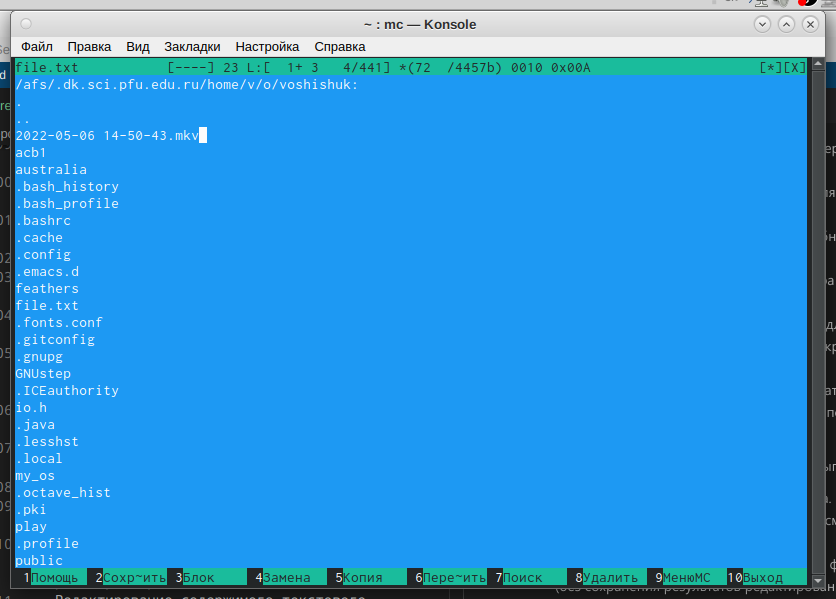 ~ : mc — Konsole
Файл Правка Вид Закладки Настройка Справка
file.txt [----] 23 L:[ 1+ 3 4/441] *(72 /4457b) 0010 0x00A [*][X]
/afs/.dk.sci.pfu.edu.ru/home/v/o/voshishuk:
.
..
2022-05-06 14-50-43.mkv
acb1
australia
.bash_history
.bash_profile
.bashrc
.cache
.config
.emacs.d
feathers
file.txt
.fonts.conf
.gitconfig
.gnupg
GNUstep
.ICEauthority
io.h
.java
.lesshst
.local
my_os
.octave_hist
.pki
play
.profile
public
1Помощь 2Сохр~ить 3Блок 4Замена 5Копия 6Пере~ить 7Поиск 8Удалить 9МенюMC 10Выход